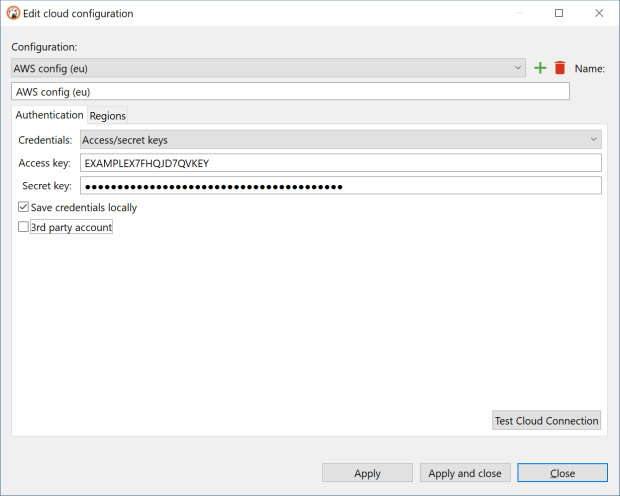 Edit cloud configuration
Configuration:
AWS config (eu)
Name:
AWS config (eu)
Authentication Regions
Credentials: Access/secret keys
Access key: EXAMPLEX7FHQJD7QVKEY
Secret key: ●●●●●●●●●●●●●●●●●●●●●●●●●●●●●●●●●●●●●●●●
Save credentials locally
3rd party account
Test Cloud Connection
Apply Apply and close Close